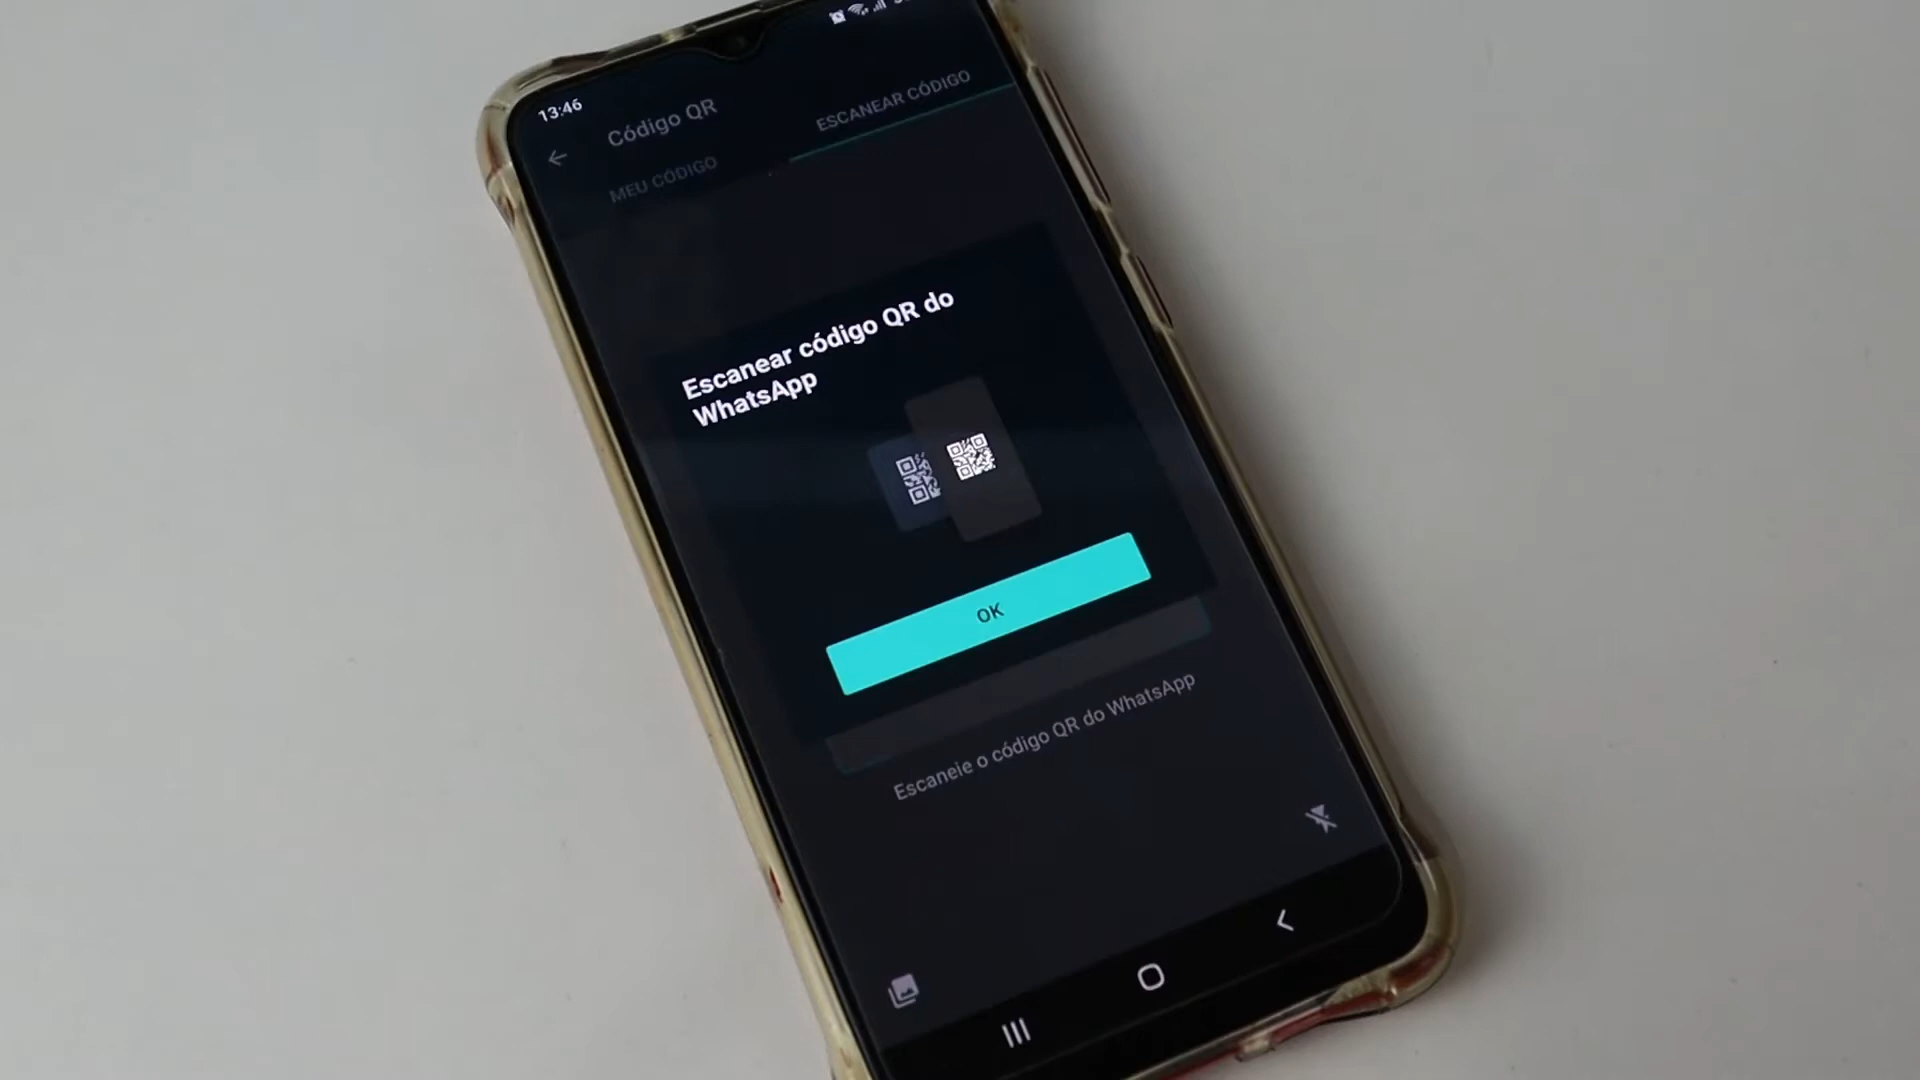 13:46
Código QR
MEU CÓDIGO
ESCANEAR CÓDIGO
Escanear código QR do
WhatsApp
OK
Escaneie o código QR do WhatsApp